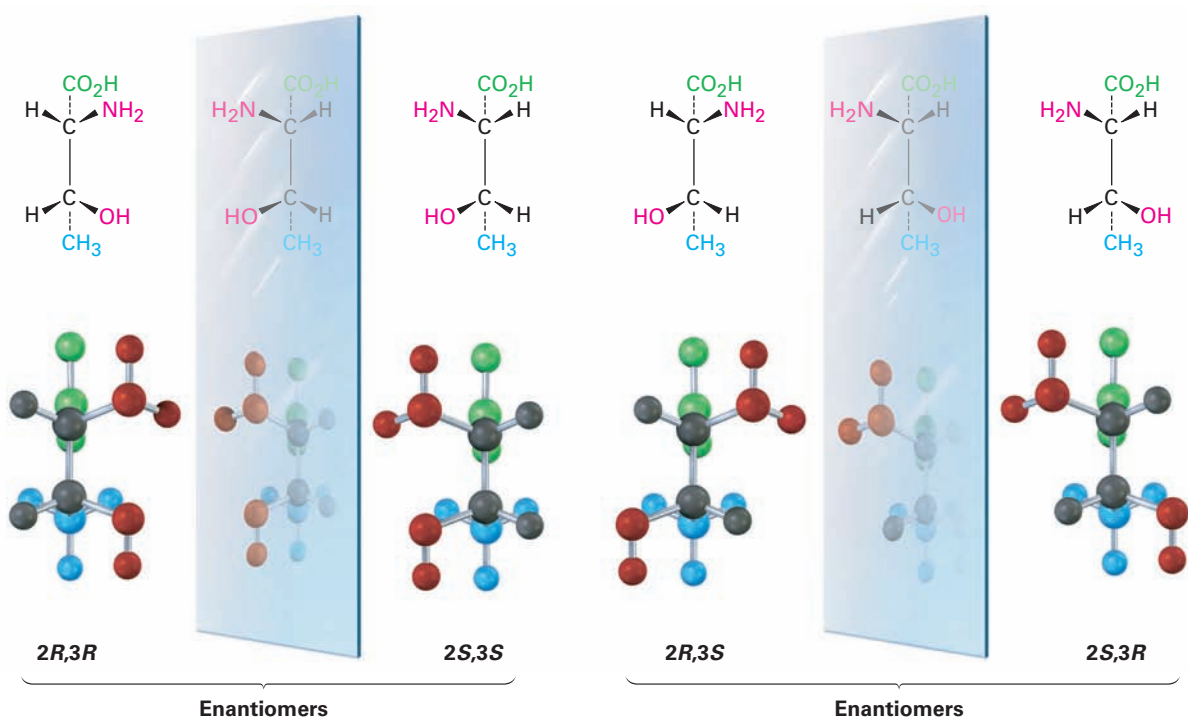 CO2H CO2H CO2H CO2H CO2H CO2H
H C NH2 H2N C H H2N C H H C NH2 H2N C H H2N C H
H C OH HO C H HO C H HO C H H C OH H C OH
CH3 CH3 CH3 CH3 CH3 CH3
2R,3R 2S,3S 2R,3S 2S,3R
Enantiomers Enantiomers